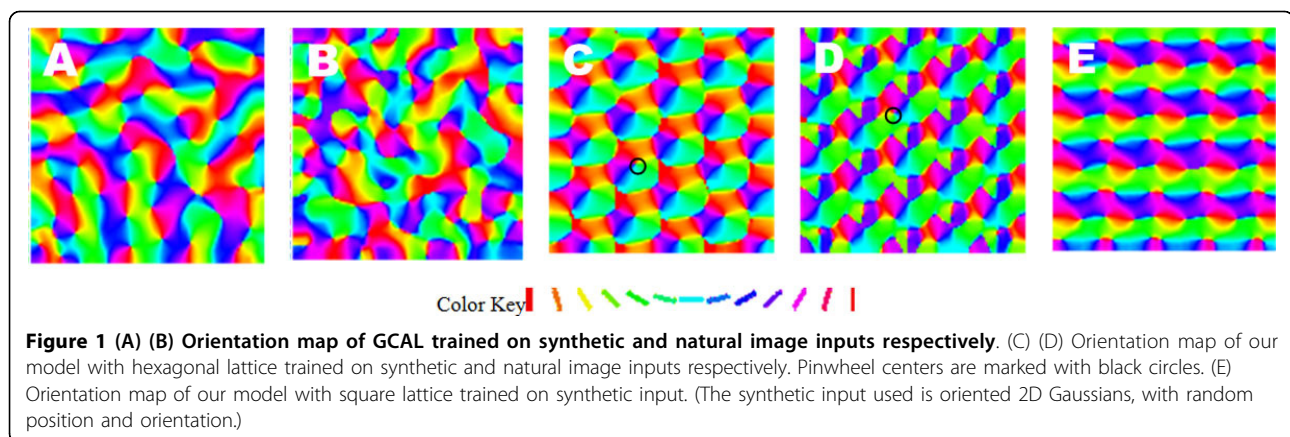 A B C D E
Color Key
Figure 1 (A) (B) Orientation map of GCAL trained on synthetic and natural image inputs respectively. (C) (D) Orientation map of our
model with hexagonal lattice trained on synthetic and natural image inputs respectively. Pinwheel centers are marked with black circles. (E)
Orientation map of our model with square lattice trained on synthetic input. (The synthetic input used is oriented 2D Gaussians, with random
position and orientation.)